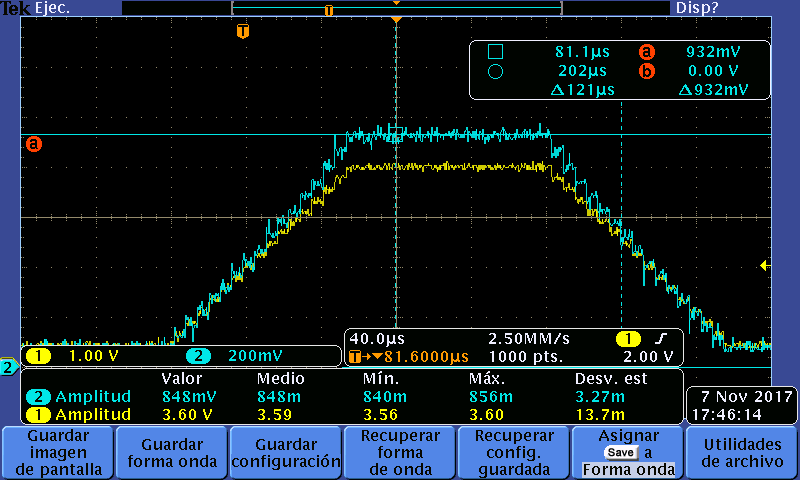 Tek Ejec. Disp?
T
T
81.1µs a 932mV
202µs b 0.00 V
Δ121µs Δ932mV
a
1 1.00 V 2 200mV
40.0µs 2.50MM/s 1
T→▼81.6000µs 1000 pts. 2.00 V
2
Valor Medio Mín. Máx. Desv. est
2 Amplitud 848mV 848m 840m 856m 3.27m
1 Amplitud 3.60 V 3.59 3.56 3.60 13.7m
7 Nov 2017
17:46:14
Guardar
imagen
de pantalla
Guardar
forma onda
Guardar
configuración
Recuperar
forma
de onda
Recuperar
config.
guardada
Asignar
Save a
Forma onda
Utilidades
de archivo